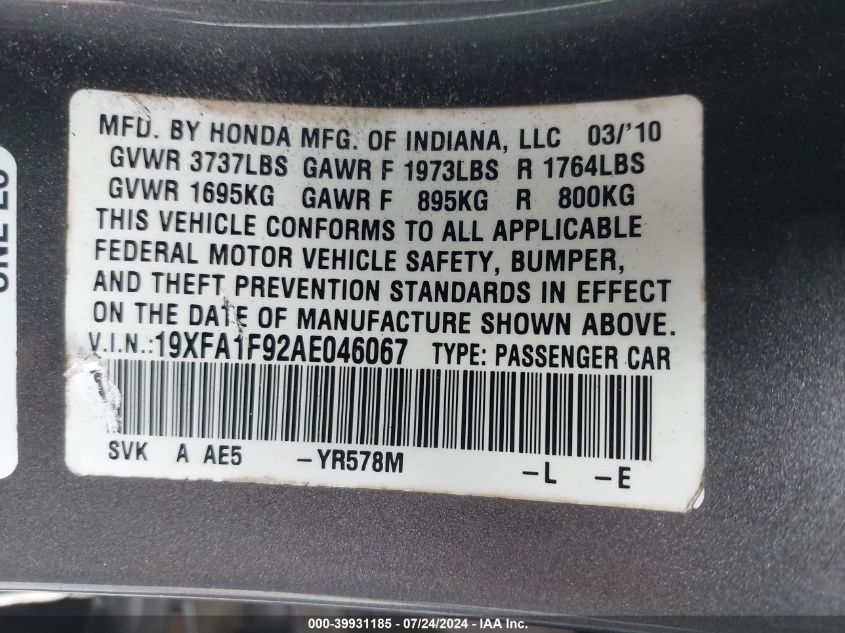 MFD. BY HONDA MFG. OF INDIANA, LLC 03/'10
GVWR 3737LBS GAWR F 1973LBS R 1764LBS
GVWR 1695KG GAWR F 895KG R 800KG
THIS VEHICLE CONFORMS TO ALL APPLICABLE
FEDERAL MOTOR VEHICLE SAFETY, BUMPER,
AND THEFT PREVENTION STANDARDS IN EFFECT
ON THE DATE OF MANUFACTURE SHOWN ABOVE.
V.I.N.:19XFA1F92AE046067 TYPE: PASSENGER CAR
SVK A AE5 -YR578M -L -E
000-39931185 / 07/24/2024 - IAA Inc.